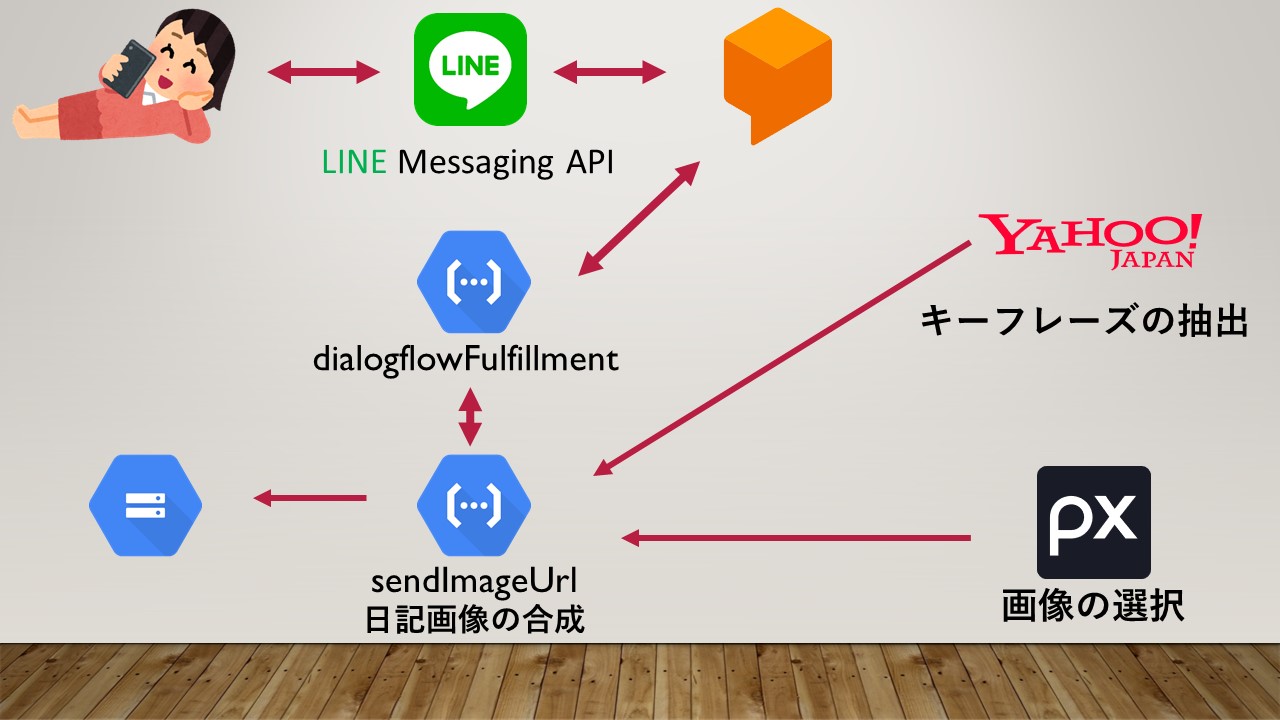 LINE
LINE Messaging API
YAHOO!
JAPAN
キーフレーズの抽出
dialogflowFulfillment
px
sendImageUrl
日記画像の合成
画像の選択